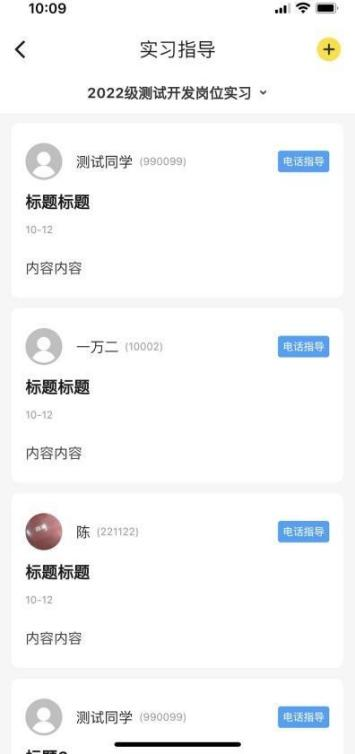 10:09
实习指导
2022级测试开发岗位实习
测试同学 (990099) 电话指导
标题标题
10-12
内容内容
一万二 (10002) 电话指导
标题标题
10-12
内容内容
陈 (221122) 电话指导
标题标题
10-12
内容内容
测试同学 (990099) 电话指导